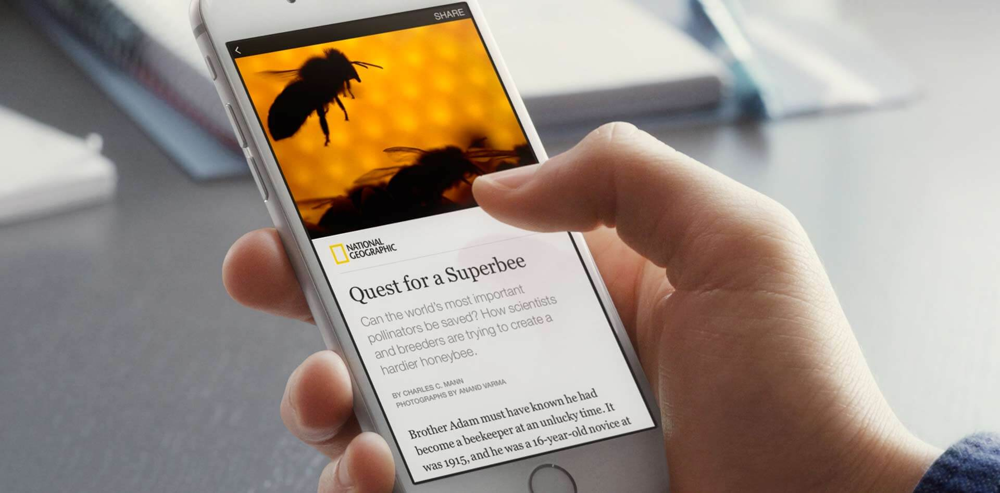 SHARE
NATIONAL
GEOGRAPHIC
Quest for a Superbee
Can the world's most important
pollinators be saved? How scientists
and breeders are trying to create a
hardier honeybee.
BY CHARLES C. MANN
PHOTOGRAPHS BY ANAND VARMA
Brother Adam must have known he had
become a beekeeper at an unlucky time. It
was 1915, and he was a 16-year-old novice at